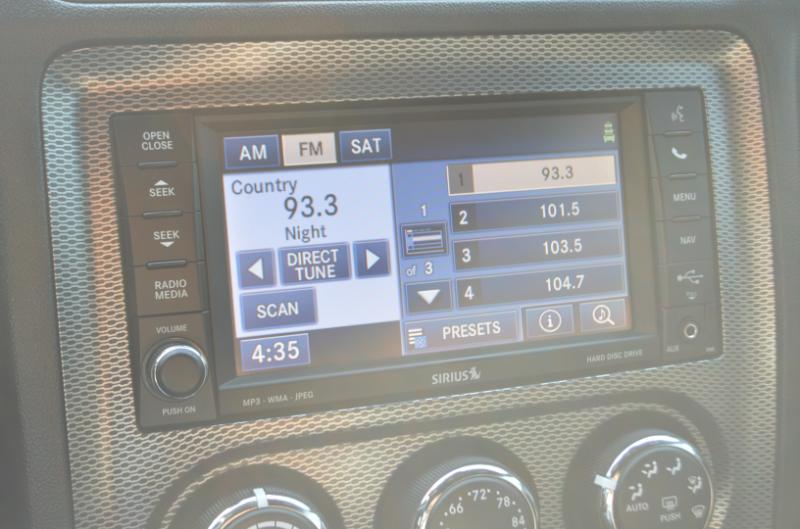 OPEN
CLOSE
SEEK
SEEK
RADIO
MEDIA
VOLUME
PUSH ON
AM FM SAT
Country
93.3
Night
DIRECT
TUNE
SCAN
4:35
1
of 3
1 93.3
2 101.5
3 103.5
4 104.7
PRESETS
i
MENU
NAV
AUX
MP3 - WMA - JPEG
SIRIUS
HARD DISC DRIVE
66 72° 78
84
AUTO
PUSH